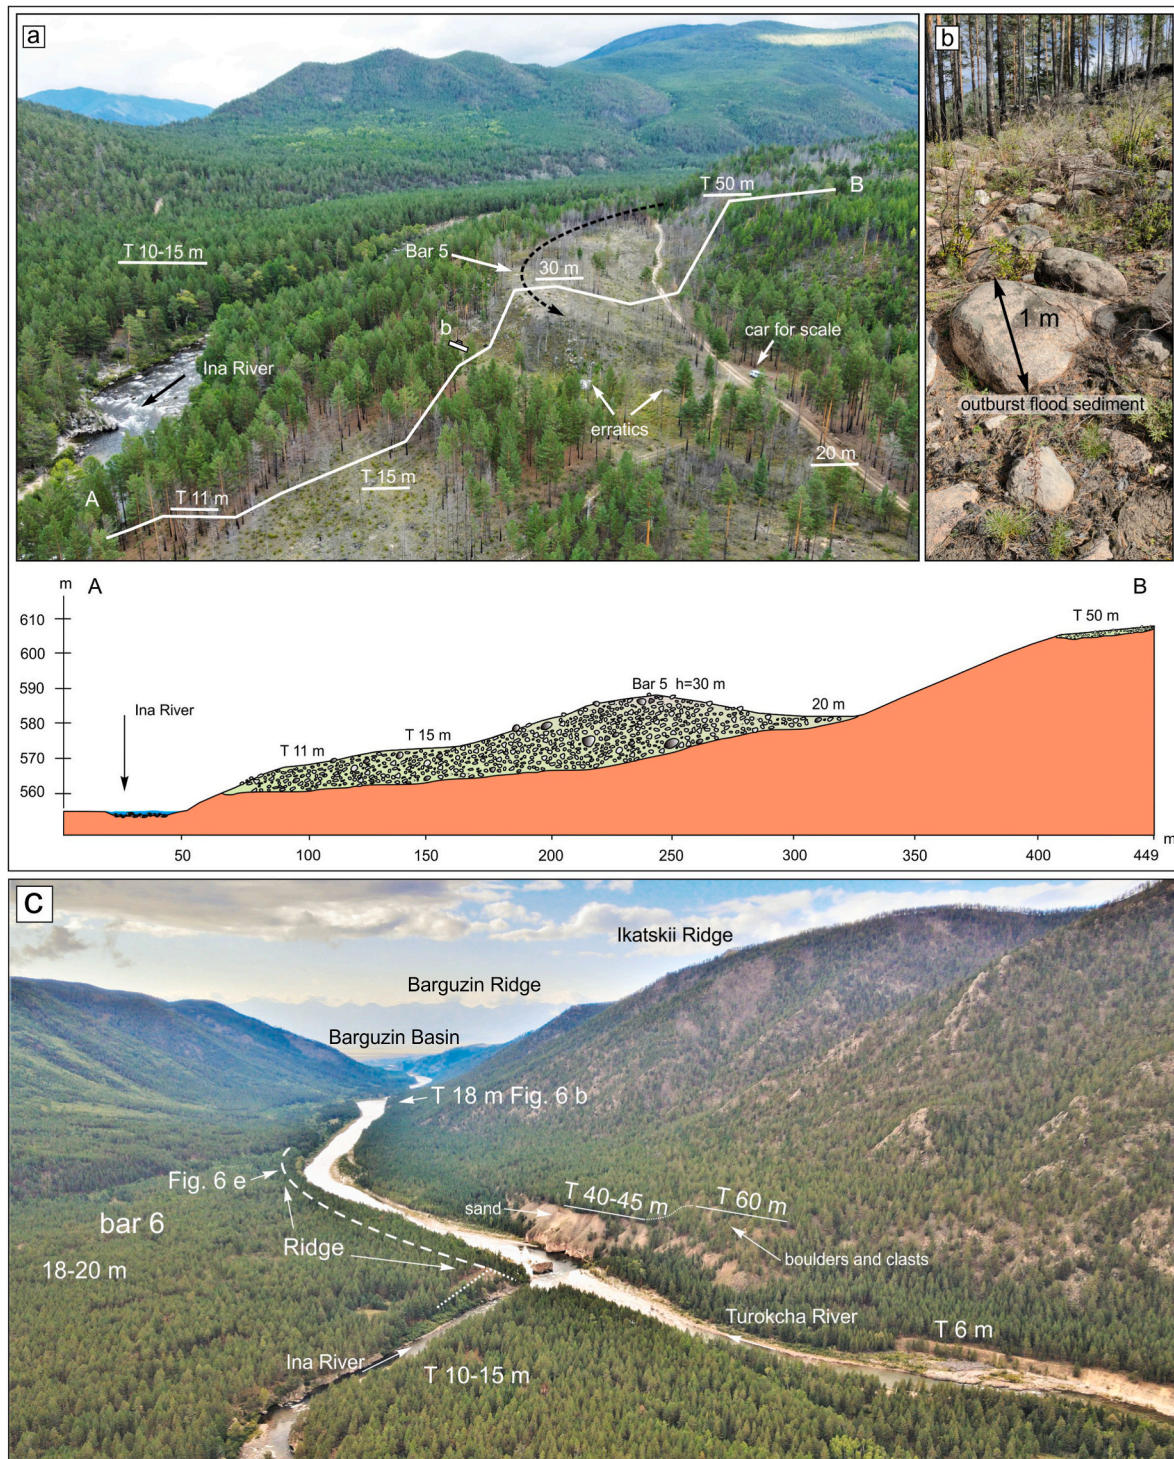 a
T 50 m
B
Bar 5
30 m
T 10-15 m
b
car for scale
Ina River
erratics
20 m
T 15 m
A
T 11 m
b
1 m
outburst flood sediment
m
A
B
610
600
590
580
570
560
Ina River
T 11 m
T 15 m
Bar 5 h=30 m
20 m
T 50 m
50
100
150
200
250
300
350
400
449
m
C
Ikatskii Ridge
Barguzin Ridge
Barguzin Basin
T 18 m Fig. 6 b
Fig. 6 e
bar 6
Ridge
18-20 m
sand
T 40-45 m
T 60 m
boulders and clasts
Turokcha River
T 6 m
Ina River
T 10-15 m